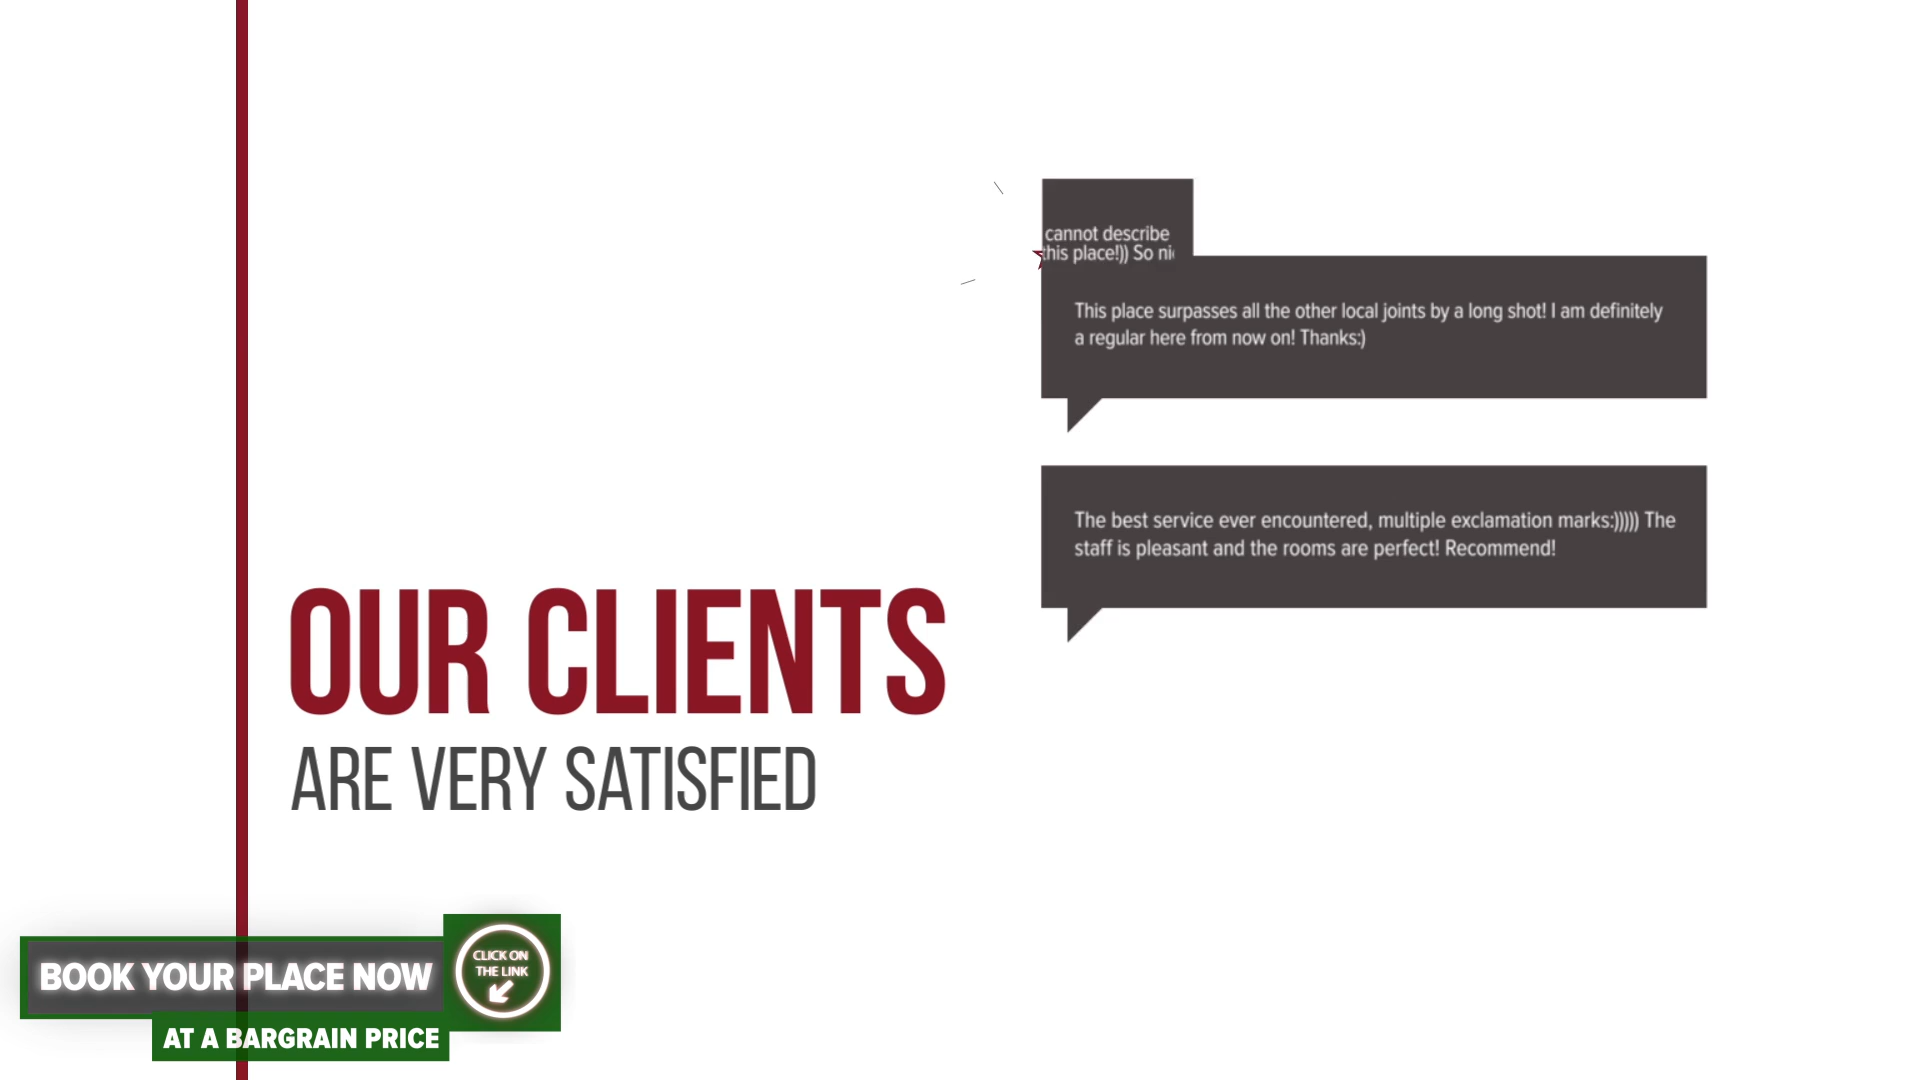 cannot describe
this place!)) So
This place surpasses all the other local joints by a long shot! I am definitely
a regular here from now on! Thanks:)
The best service ever encountered, multiple exclamation marks:))))) The
staff is pleasant and the rooms are perfect! Recommend!
OUR CLIENTS
ARE VERY SATISFIED
BOOK YOUR PLACE NOW
CLICK ON
THE LINK
AT A BARGRAIN PRICE